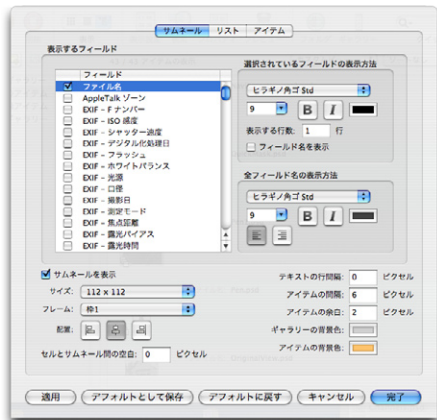 サムネール リスト アイテム
表示するフィールド
フィールド
ファイル名
AppleTalk ゾーン
EXIF - F ナンバー
EXIF - ISO 感度
EXIF - シャッター速度
EXIF - デジタル化処理日
EXIF - フラッシュ
EXIF - ホワイトバランス
EXIF - 光源
EXIF - 口径
EXIF - 撮影日
EXIF - 測定モード
EXIF - 焦点距離
EXIF - 露光バイアス
EXIF - 露光時間
選択されているフィールドの表示方法
ヒラギノ角ゴ Std
9 B I
表示する行数: 1 行
フィールド名を表示
全フィールド名の表示方法
ヒラギノ角ゴ Std
9 B I
サムネールを表示
サイズ: 112 x 112
フレーム: 枠1
配置:
セルとサムネール間の空白: 0 ピクセル
テキストの行間隔: 0 ピクセル
アイテムの間隔: 6 ピクセル
アイテムの余白: 2 ピクセル
ギャラリーの背景色:
アイテムの背景色:
適用 デフォルトとして保存 デフォルトに戻す キャンセル 完了